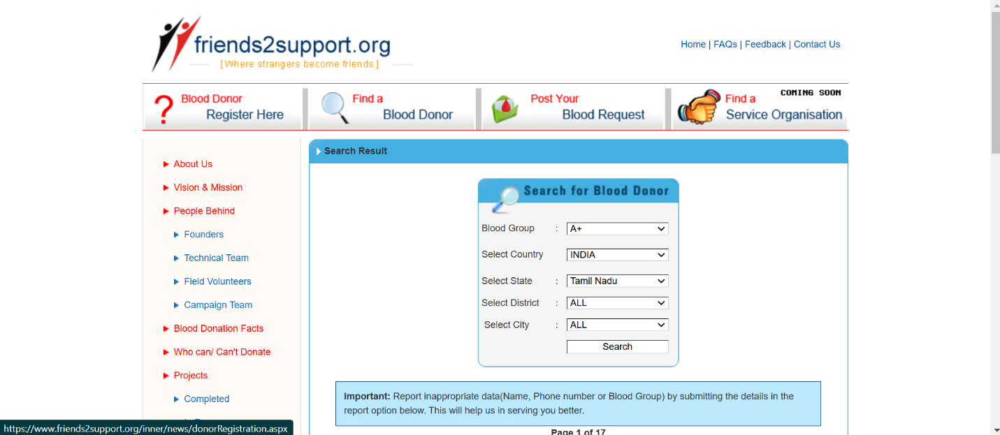 friends2support.org
[Where strangers become friends]
Home | FAQs | Feedback | Contact Us
?
Blood Donor
Register Here
Find a
Blood Donor
Post Your
Blood Request
COMING SOON
Find a
Service Organisation
About Us
Vision & Mission
People Behind
Founders
Technical Team
Field Volunteers
Campaign Team
Blood Donation Facts
Who can/ Can't Donate
Projects
Completed
Search Result
Search for Blood Donor
Blood Group : A+
Select Country INDIA
Select State : Tamil Nadu
Select District : ALL
Select City : ALL
Search
Important: Report inappropriate data(Name, Phone number or Blood Group) by submitting the details in the
report option below. This will help us in serving you better.
Page 1 of 17
https://www.friends2support.org/inner/news/donorRegistration.aspx